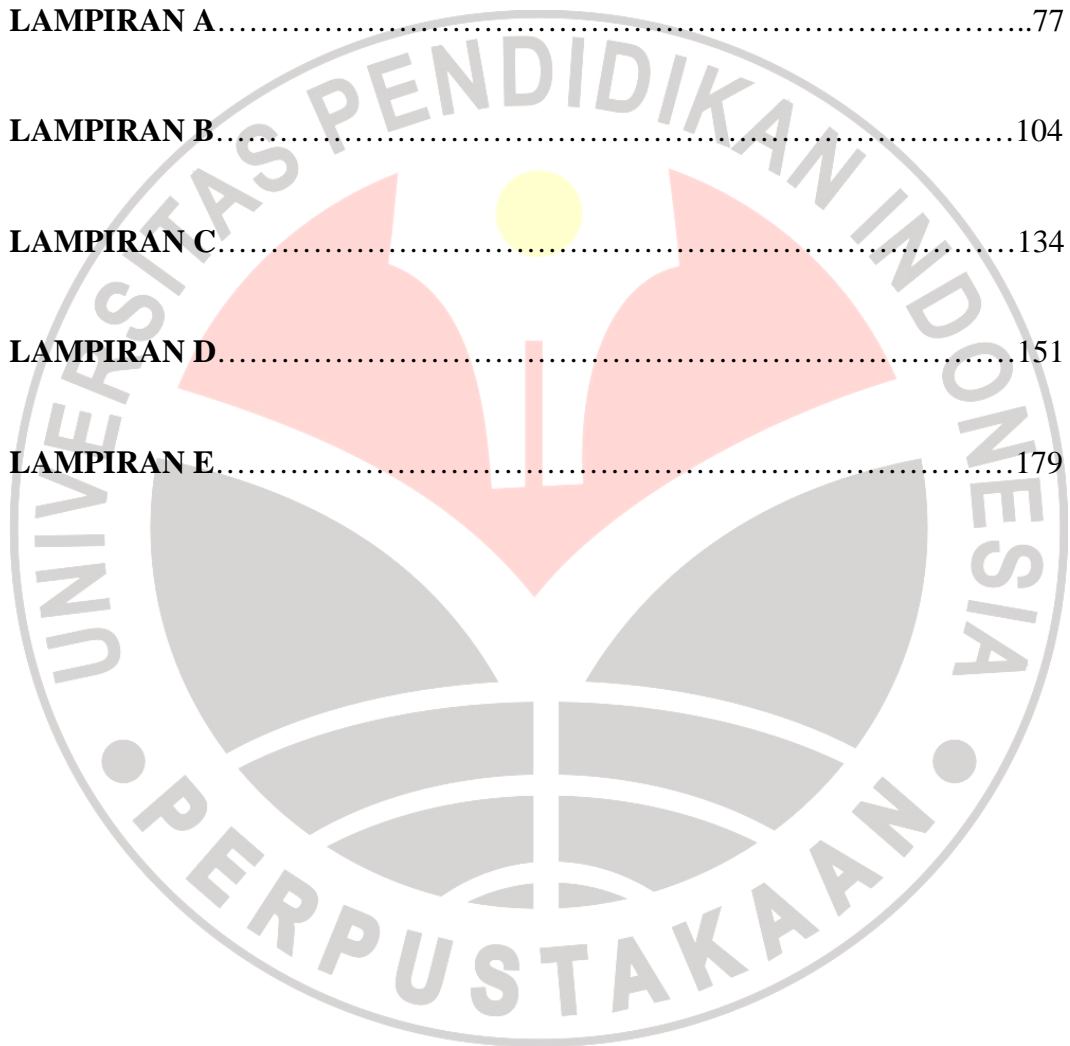 LAMPIRAN A……………………………………………………………………………..77
LAMPIRAN B……………………………………………………………………………104
LAMPIRAN C……………………………………………………………………………134
LAMPIRAN D……………………………………………………………………………151
LAMPIRAN E……………………………………………………………………………179
UNIVERSITAS PENDIDIKAN INDONESIA
PERPUSTAKAAN